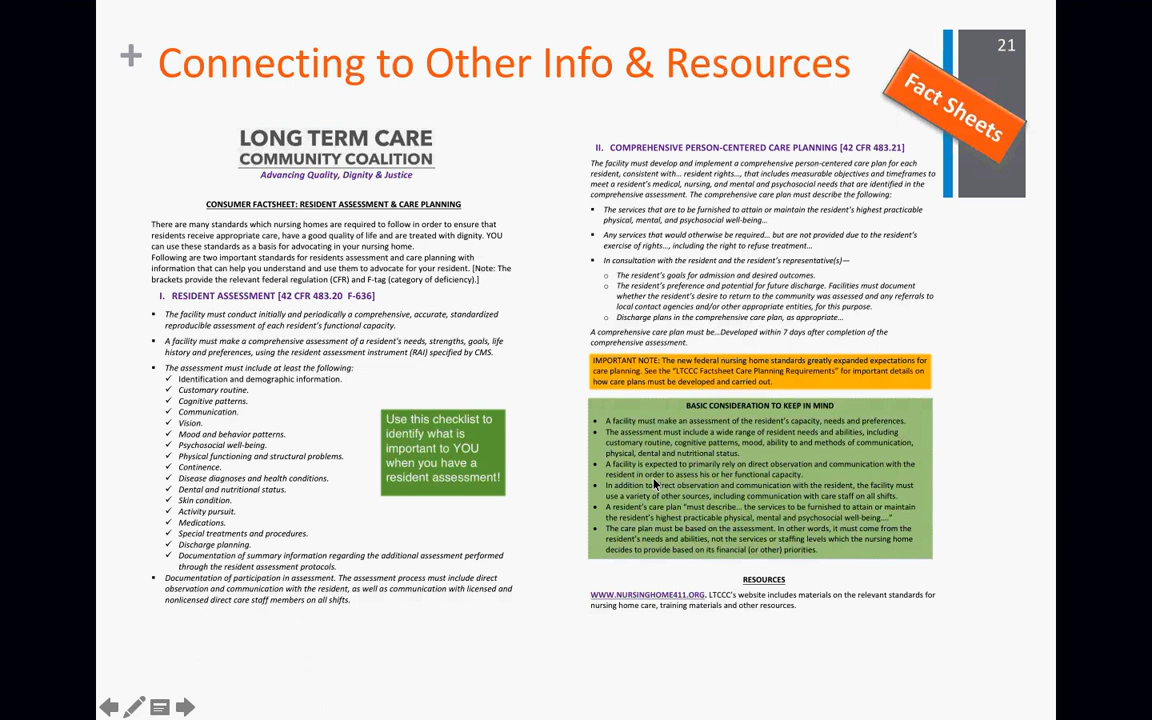 + Connecting to Other Info & Resources
21
Fact Sheets
LONG TERM CARE
COMMUNITY COALITION
Advancing Quality, Dignity & Justice
CONSUMER FACTSHEET: RESIDENT ASSESSMENT & CARE PLANNING
There are many standards which nursing homes are required to follow in order to ensure that
residents receive appropriate care, have a good quality of life and are treated with dignity. YOU
can use these standards as a basis for advocating in your nursing home.
Following are two important standards for residents assessment and care planning with
information that can help you understand and use them to advocate for your resident. [Note: The
brackets provide the relevant federal regulation (CFR) and F-tag (category of deficiency).]
I. RESIDENT ASSESSMENT [42 CFR 483.20 F-636]
▪ The facility must conduct initially and periodically a comprehensive, accurate, standardized
reproducible assessment of each resident's functional capacity.
▪ A facility must make a comprehensive assessment of a resident's needs, strengths, goals, life
history and preferences, using the resident assessment instrument (RAI) specified by CMS.
▪ The assessment must include at least the following:
✓ Identification and demographic information.
✓ Customary routine.
✓ Cognitive patterns.
✓ Communication.
✓ Vision.
✓ Mood and behavior patterns.
✓ Psychosocial well-being.
✓ Physical functioning and structural problems.
✓ Continence.
✓ Disease diagnoses and health conditions.
✓ Dental and nutritional status.
✓ Skin condition.
✓ Activity pursuit.
✓ Medications.
✓ Special treatments and procedures.
✓ Discharge planning.
✓ Documentation of summary information regarding the additional assessment performed
through the resident assessment protocols.
▪ Documentation of participation in assessment. The assessment process must include direct
observation and communication with the resident, as well as communication with licensed and
nonlicensed direct care staff members on all shifts.
Use this checklist to
identify what is
important to YOU
when you have a
resident assessment!
II. COMPREHENSIVE PERSON-CENTERED CARE PLANNING [42 CFR 483.21]
The facility must develop and implement a comprehensive person-centered care plan for each
resident, consistent with… resident rights…, that includes measurable objectives and timeframes to
meet a resident's medical, nursing, and mental and psychosocial needs that are identified in the
comprehensive assessment. The comprehensive care plan must describe the following:
▪ The services that are to be furnished to attain or maintain the resident's highest practicable
physical, mental, and psychosocial well-being…
▪ Any services that would otherwise be required… but are not provided due to the resident's
exercise of rights…, including the right to refuse treatment…
▪ In consultation with the resident and the resident's representative(s)—
o The resident's goals for admission and desired outcomes.
o The resident's preference and potential for future discharge. Facilities must document
whether the resident's desire to return to the community was assessed and any referrals to
local contact agencies and/or other appropriate entities, for this purpose.
o Discharge plans in the comprehensive care plan, as appropriate…
A comprehensive care plan must be…Developed within 7 days after completion of the
comprehensive assessment.
IMPORTANT NOTE: The new federal nursing home standards greatly expanded expectations for
care planning. See the "LTCCC Factsheet Care Planning Requirements" for important details on
how care plans must be developed and carried out.
BASIC CONSIDERATION TO KEEP IN MIND
• A facility must make an assessment of the resident's capacity, needs and preferences.
• The assessment must include a wide range of resident needs and abilities, including
customary routine, cognitive patterns, mood, ability to and methods of communication,
physical, dental and nutritional status.
• A facility is expected to primarily rely on direct observation and communication with the
resident in order to assess his or her functional capacity.
• In addition to direct observation and communication with the resident, the facility must
use a variety of other sources, including communication with care staff on all shifts.
• A resident's care plan "must describe… the services to be furnished to attain or maintain
the resident's highest practicable physical, mental and psychosocial well-being…."
• The care plan must be based on the assessment. In other words, it must come from the
resident's needs and abilities, not the services or staffing levels which the nursing home
decides to provide based on its financial (or other) priorities.
RESOURCES
WWW.NURSINGHOME411.ORG. LTCCC's website includes materials on the relevant standards for
nursing home care, training materials and other resources.